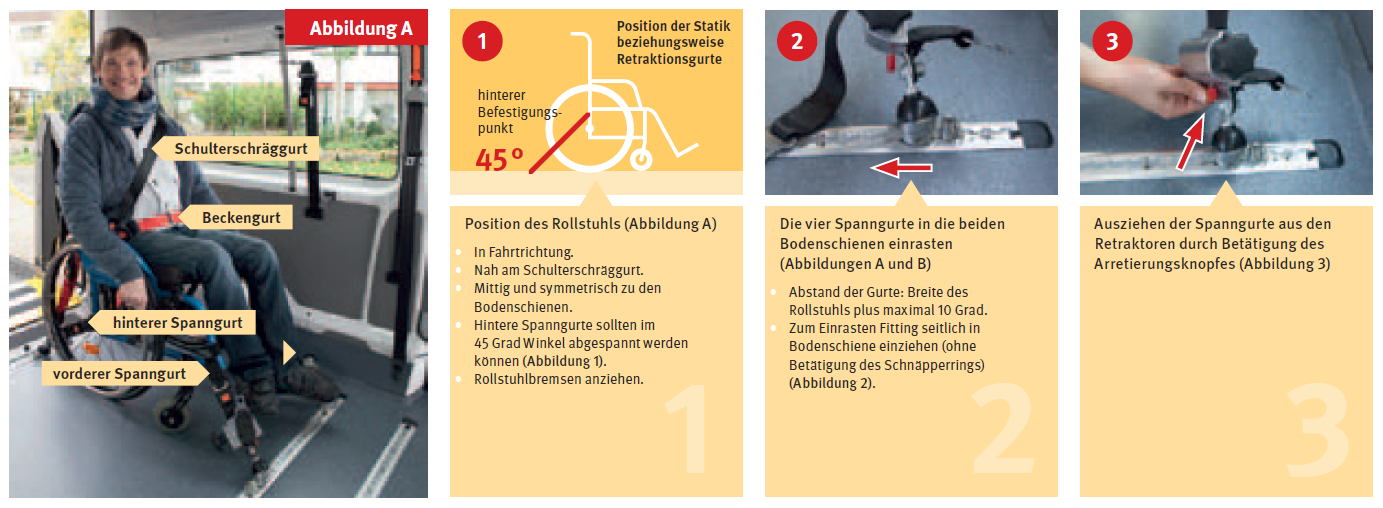 Abbildung A
Schulterschräggurt
Beckengurt
hinterer Spanngurt
vorderer Spanngurt
1
Position der Statik
beziehungsweise
Retraktionsgurte
hinterer
Befestigungs-
punkt
45°
Position des Rollstuhls (Abbildung A)
• In Fahrtrichtung.
• Nah am Schulterschräggurt.
• Mittig und symmetrisch zu den
Bodenschienen.
• Hintere Spanngurte sollten im
45 Grad Winkel abgespannt werden
können (Abbildung 1).
• Rollstuhlbremsen anziehen.
1
2
Die vier Spanngurte in die beiden
Bodenschienen einrasten
(Abbildungen A und B)
• Abstand der Gurte: Breite des
Rollstuhls plus maximal 10 Grad.
• Zum Einrasten Fitting seitlich in
Bodenschiene einziehen (ohne
Betätigung des Schnäpperrings)
(Abbildung 2).
2
3
Ausziehen der Spanngurte aus den
Retraktoren durch Betätigung des
Arretierungsknopfes (Abbildung 3)
3